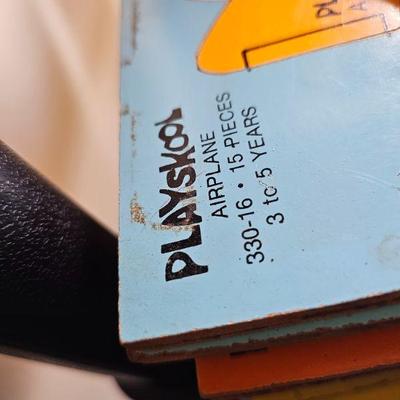 PLAYSKOOL
AIRPLANE
330-16 • 15 PIECES
3 to 5 YEARS